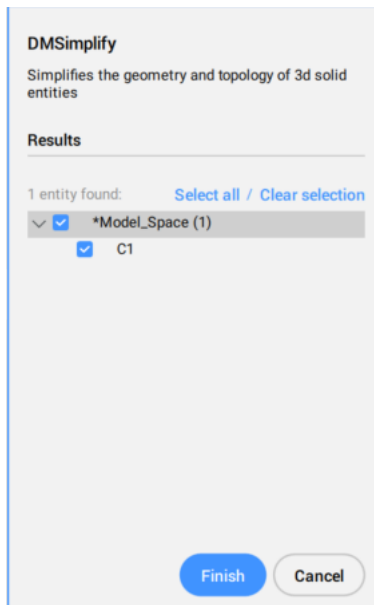 DMSimplify
Simplifies the geometry and topology of 3d solid
entities
Results
1 entity found: Select all / Clear selection
*Model_Space (1)
C1
Finish Cancel